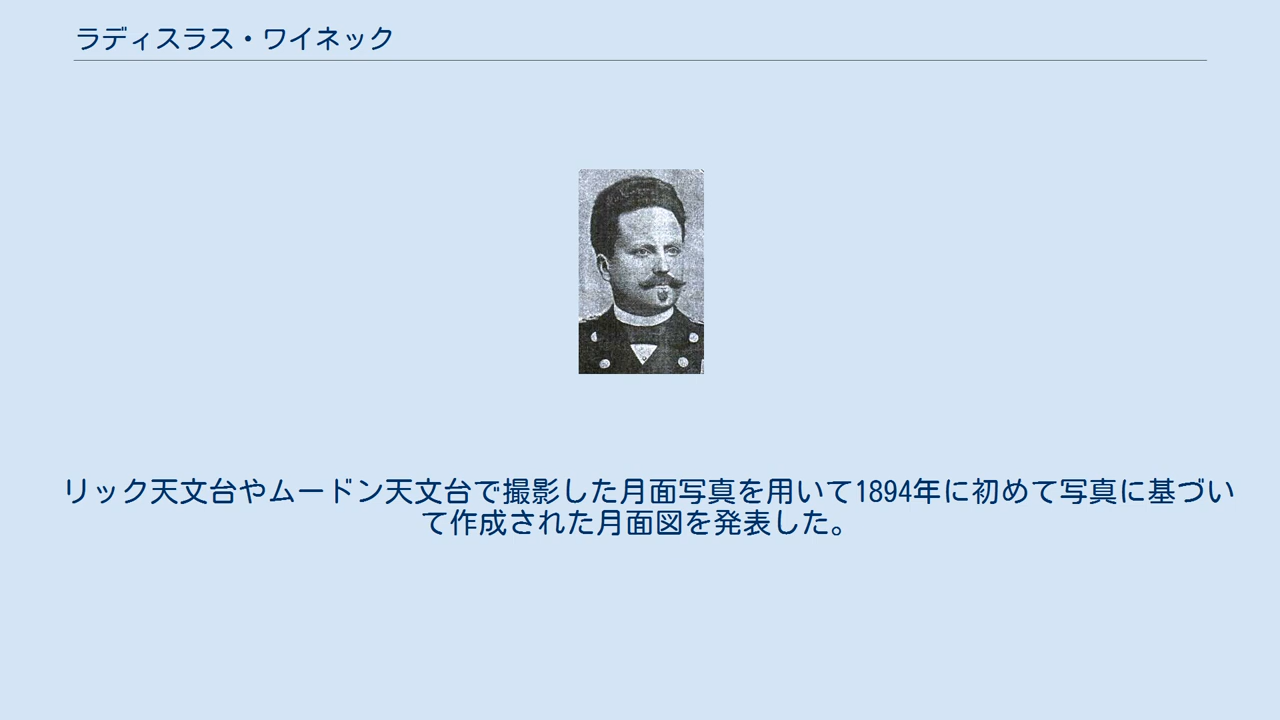 ラディスラス・ワイネック
リック天文台やムードン天文台で撮影した月面写真を用いて1894年に初めて写真に基づい
て作成された月面図を発表した。